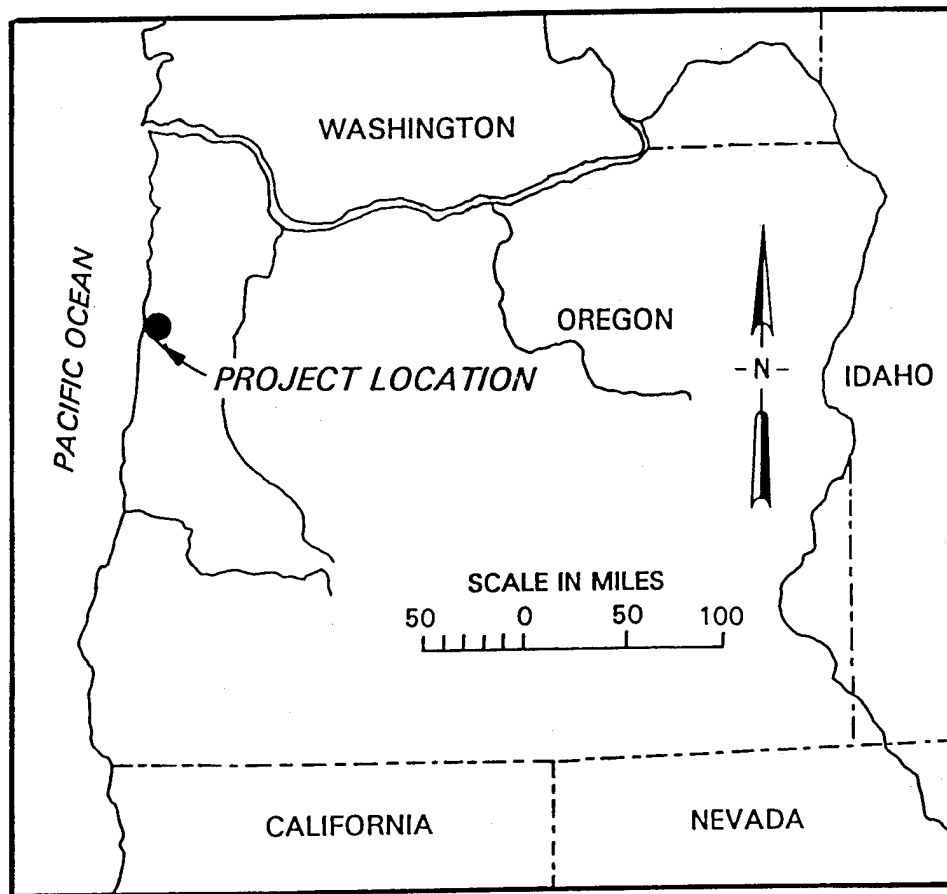 WASHINGTON
PACIFIC OCEAN
OREGON
- N -
IDAHO
PROJECT LOCATION
SCALE IN MILES
50 0 50 100
CALIFORNIA
NEVADA